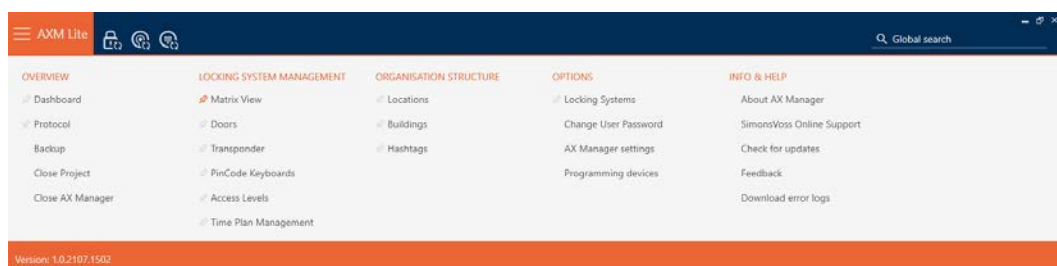 AXM Lite
Global search
OVERVIEW
Dashboard
Protocol
Backup
Close Project
Close AX Manager
LOCKING SYSTEM MANAGEMENT
Matrix View
Doors
Transponder
PinCode Keyboards
Access Levels
Time Plan Management
ORGANISATION STRUCTURE
Locations
Buildings
Hashtags
OPTIONS
Locking Systems
Change User Password
AX Manager settings
Programming devices
INFO & HELP
About AX Manager
SimonsVoss Online Support
Check for updates
Feedback
Download error logs
Version: 1.0.2107.1502